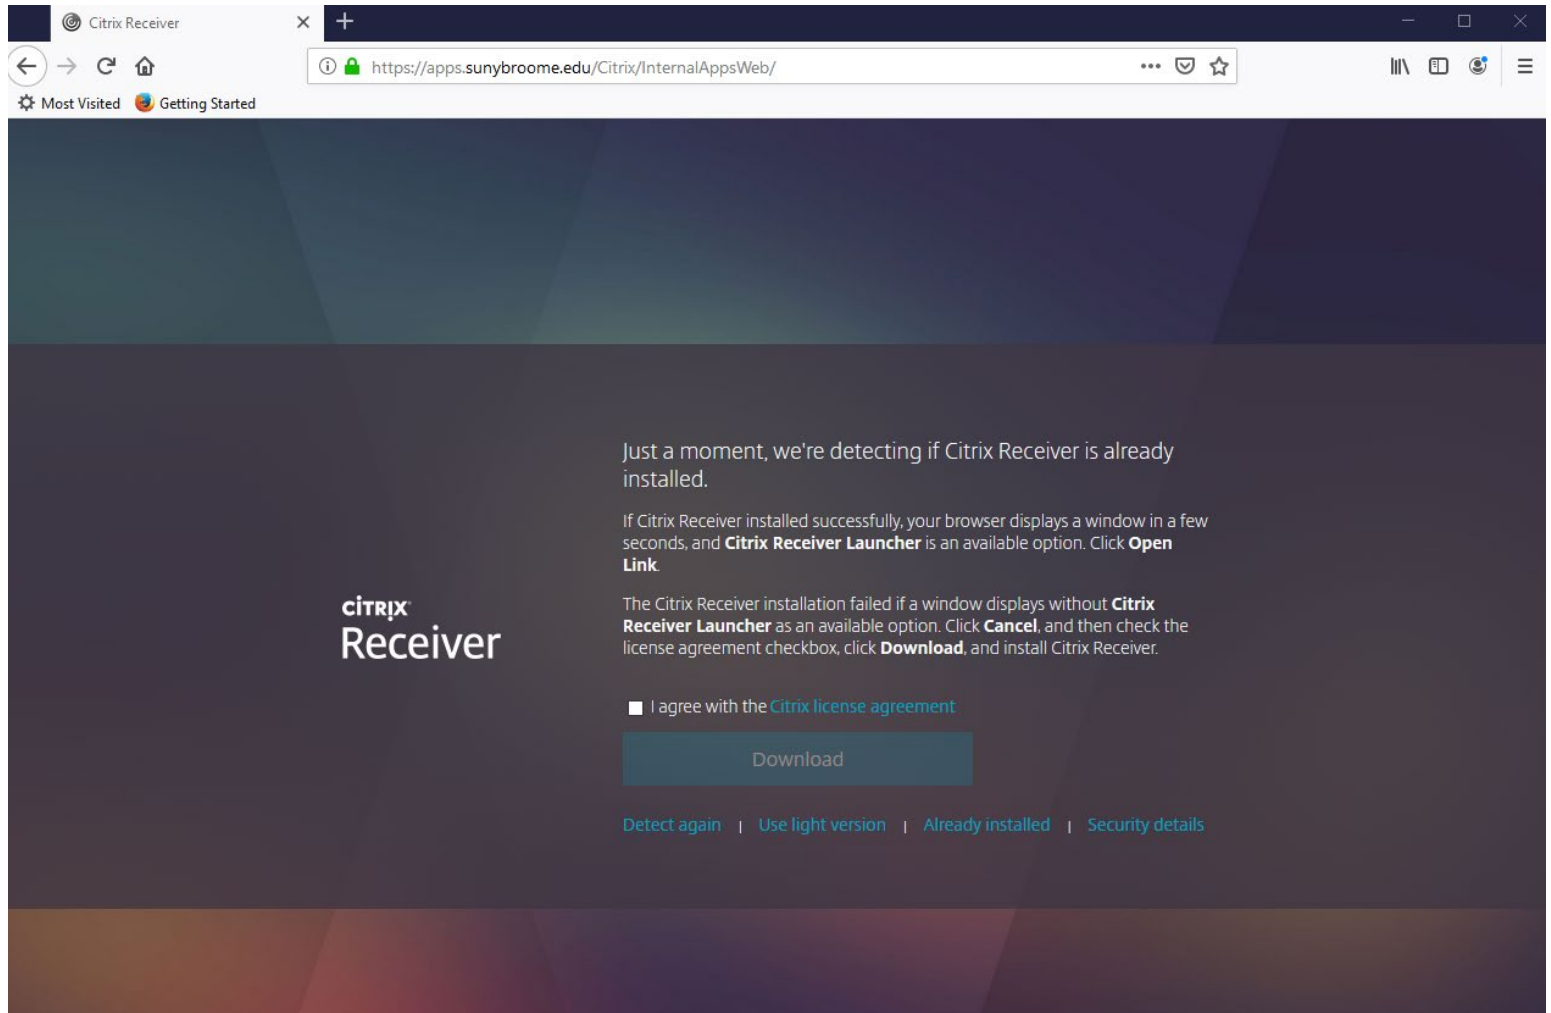 Citrix Receiver
https://apps.sunybroome.edu/Citrix/InternalAppsWeb/
Most Visited Getting Started
Just a moment, we're detecting if Citrix Receiver is already
installed.
If Citrix Receiver installed successfully, your browser displays a window in a few
seconds, and Citrix Receiver Launcher is an available option. Click Open
Link.
The Citrix Receiver installation failed if a window displays without Citrix
Receiver Launcher as an available option. Click Cancel, and then check the
license agreement checkbox, click Download, and install Citrix Receiver.
CİTRIX
Receiver
I agree with the Citrix license agreement
Download
Detect again | Use light version | Already installed | Security details